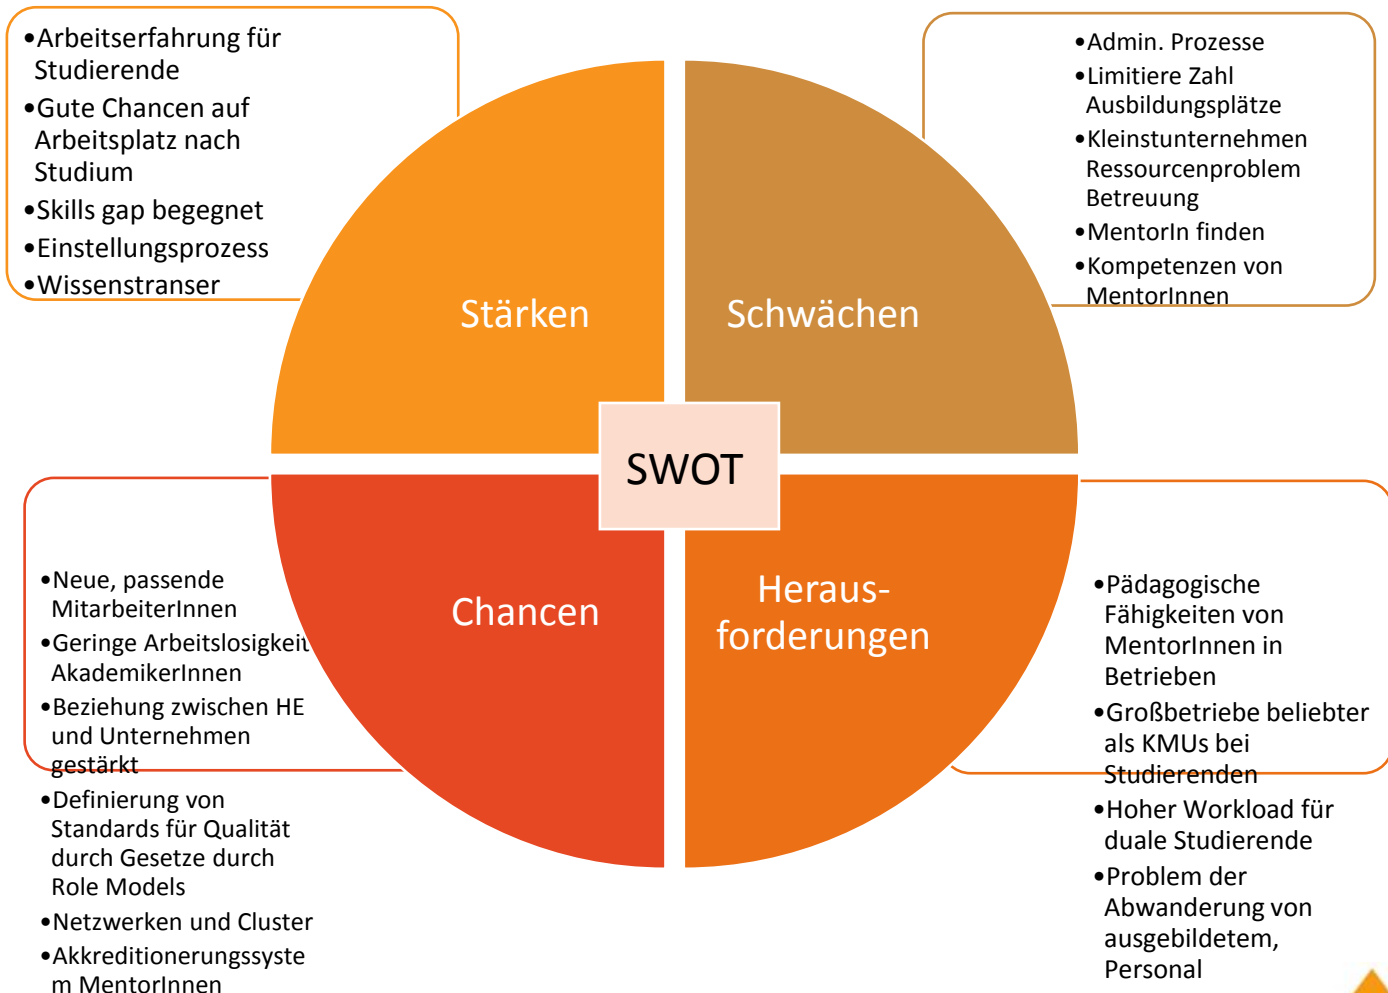 •Arbeitserfahrung für
Studierende
•Gute Chancen auf
Arbeitsplatz nach
Studium
•Skills gap begegnet
•Einstellungsprozess
•Wissenstranser
•Admin. Prozesse
•Limitiere Zahl
Ausbildungsplätze
•Kleinstunternehmen
Ressourcenproblem
Betreuung
•MentorIn finden
•Kompetenzen von
MentorInnen
Stärken
Schwächen
SWOT
Chancen
Heraus-
forderungen
•Neue, passende
MitarbeiterInnen
•Geringe Arbeitslosigkeit
AkademikerInnen
•Beziehung zwischen HE
und Unternehmen
gestärkt
•Definierung von
Standards für Qualität
durch Gesetze durch
Role Models
•Netzwerken und Cluster
•Akkreditionerungssyste
m MentorInnen
•Pädagogische
Fähigkeiten von
MentorInnen in
Betrieben
•Großbetriebe beliebter
als KMUs bei
Studierenden
•Hoher Workload für
duale Studierende
•Problem der
Abwanderung von
ausgebildetem,
Personal